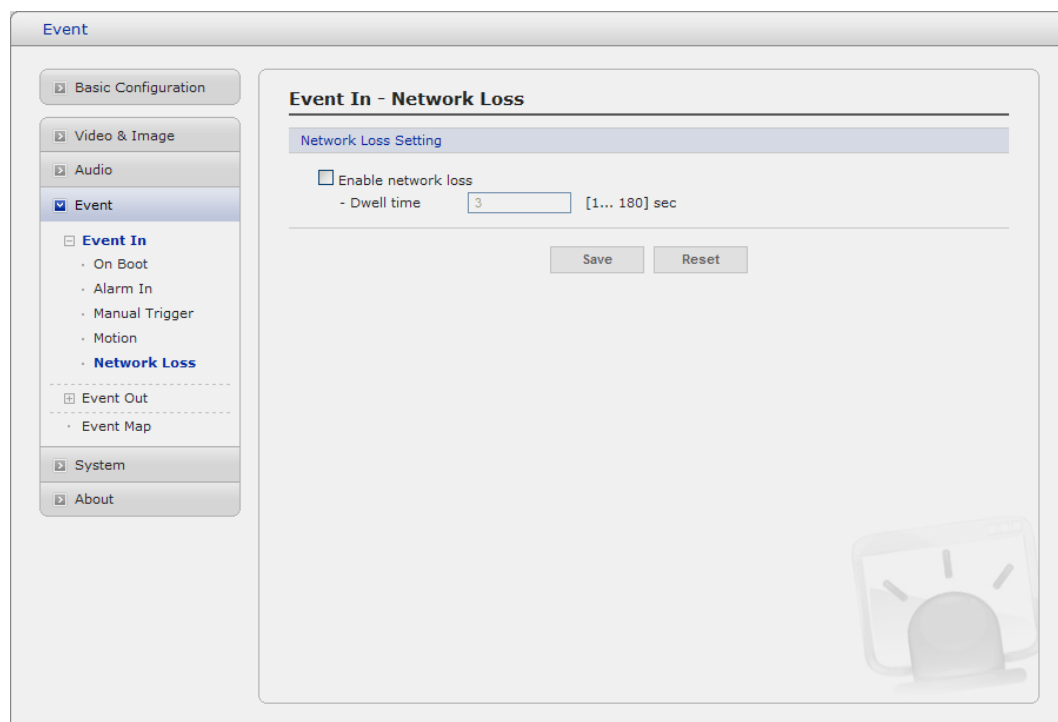 Event
Basic Configuration
Video & Image
Audio
Event
Event In
On Boot
Alarm In
Manual Trigger
Motion
Network Loss
Event Out
Event Map
System
About
Event In - Network Loss
Network Loss Setting
Enable network loss
- Dwell time 3 [1... 180] sec
Save Reset